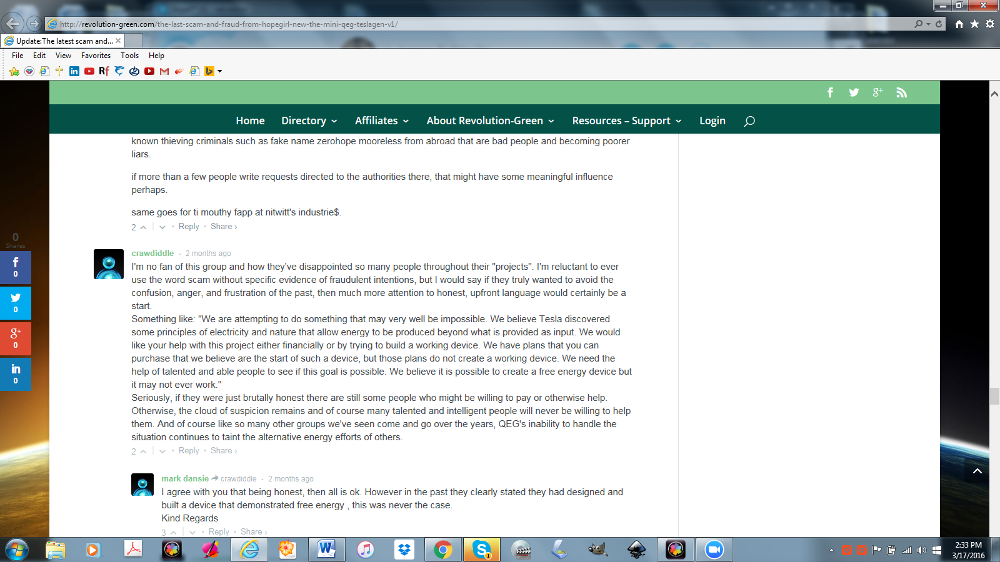 http://revolution-green.com/the-last-scam-and-fraud-from-hopegirl-new-the-mini-qeg-teslagen-v1/
Update:The latest scam and...
File Edit View Favorites Tools Help
Home Directory Affiliates About Revolution-Green Resources – Support Login
known thieving criminals such as fake name zerohope mooreless from abroad that are bad people and becoming poorer
liars.
if more than a few people write requests directed to the authorities there, that might have some meaningful influence
perhaps.
same goes for ti mouthy fapp at nitwitt's industrie$.
2 • Reply • Share ›
0
Shares
0
0
0
0
crawdiddle • 2 months ago
I'm no fan of this group and how they've disappointed so many people throughout their "projects". I'm reluctant to ever
use the word scam without specific evidence of fraudulent intentions, but I would say if they truly wanted to avoid the
confusion, anger, and frustration of the past, then much more attention to honest, upfront language would certainly be a
start.
Something like: "We are attempting to do something that may very well be impossible. We believe Tesla discovered
some principles of electricity and nature that allow energy to be produced beyond what is provided as input. We would
like your help with this project either financially or by trying to build a working device. We have plans that you can
purchase that we believe are the start of such a device, but those plans do not create a working device. We need the
help of talented and able people to see if this goal is possible. We believe it is possible to create a free energy device but
it may not ever work."
Seriously, if they were just brutally honest there are still some people who might be willing to pay or otherwise help.
Otherwise, the cloud of suspicion remains and of course many talented and intelligent people will never be willing to help
them. And of course like so many other groups we've seen come and go over the years, QEG's inability to handle the
situation continues to taint the alternative energy efforts of others.
2 • Reply • Share ›
mark dansie crawdiddle • 2 months ago
I agree with you that being honest, then all is ok. However in the past they clearly stated they had designed and
built a device that demonstrated free energy , this was never the case.
Kind Regards
3 • Reply • Share ›
2:33 PM
3/17/2016